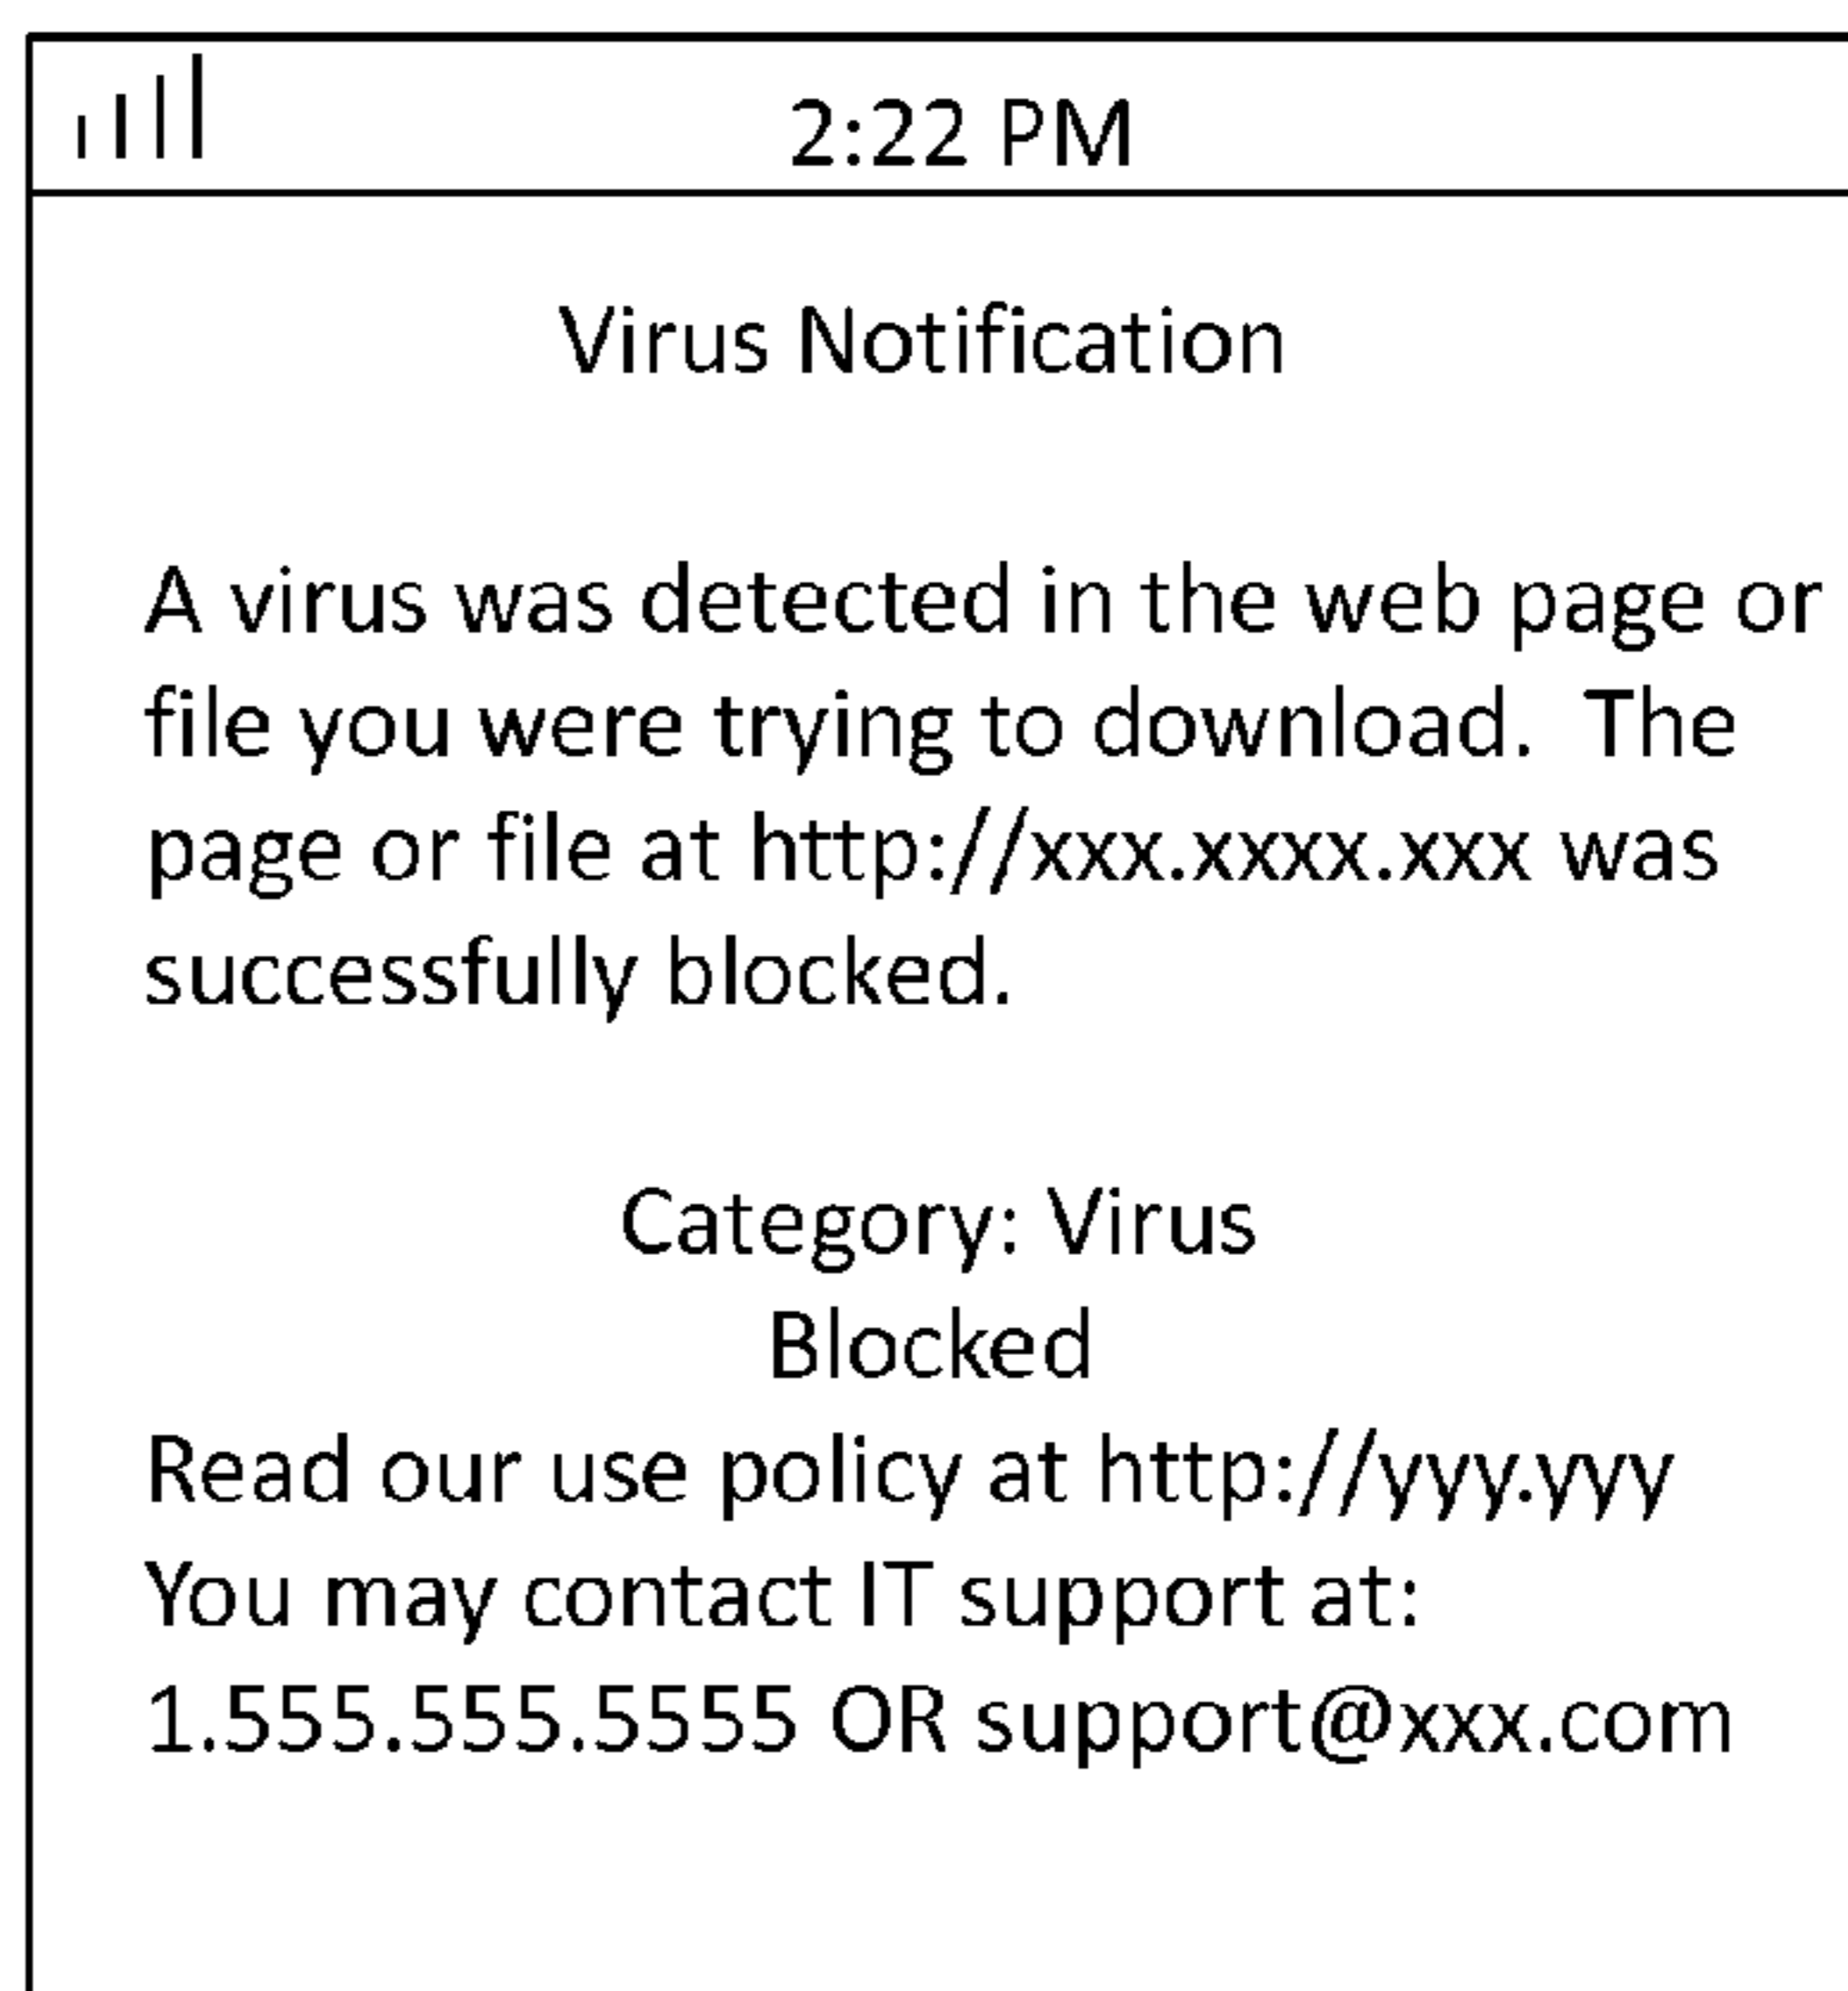 2:22 PM
Virus Notification
A virus was detected in the web page or
file you were trying to download.  The
page or file at http://xxx.xxxx.xxx was
successfully blocked.
Category: Virus
Blocked
Read our use policy at http://yyy.yyy
You may contact IT support at:
1.555.555.5555 OR support@xxx.com